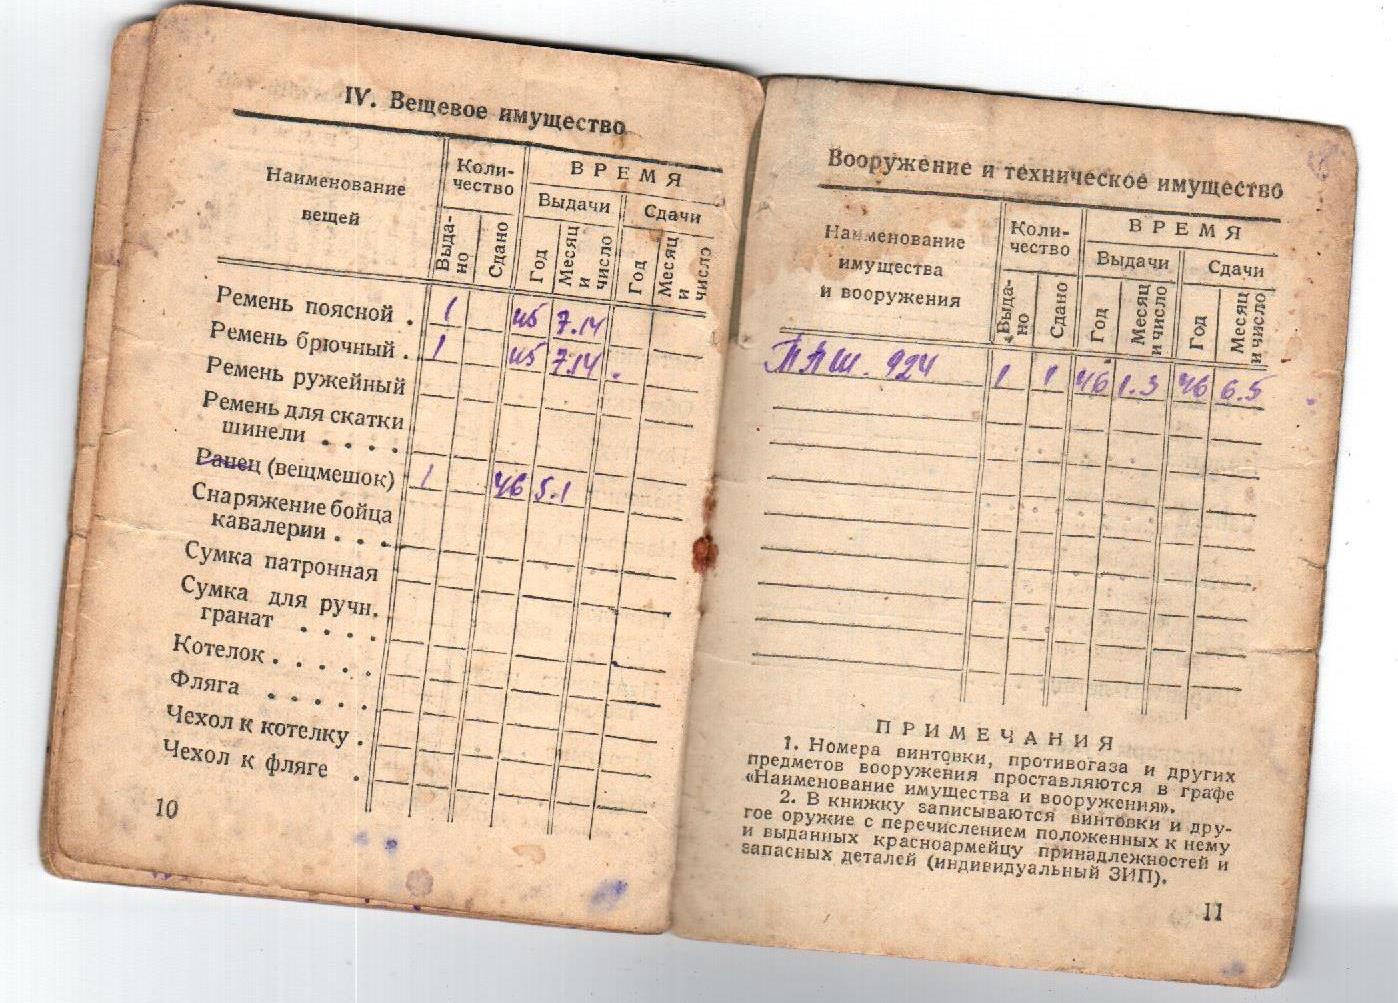 IV. Вещевое имущество
Наименование вещей
Коли-
чество
ВРЕМЯ
Выдачи
Сдачи
Выда-
но
Сдано
Год
Месяц
и
число
Год
Месяц
и
число
Ремень поясной . 1 45 7.14
Ремень брючный . 1 45 7.14
Ремень ружейный
Ремень для скатки
шинели . . . .
Ранец (вещмешок) 1 46 5.1
Снаряжение бойца
кавалерии . . .
Сумка патронная
Сумка для ручн.
гранат . . . .
Котелок . . . . .
Фляга . . . . .
Чехол к котелку .
Чехол к фляге .
10
Вооружение и техническое имущество
Наименование
имущества
и вооружения
Коли-
чество
ВРЕМЯ
Выдачи
Сдачи
Выда-
но
Сдано
Год
Месяц
и число
Год
Месяц
и число
ППШ. 924 1 1 46 1.3 46 6.5
ПРИМЕЧАНИЯ
1. Номера винтовки, противогаза и других
предметов вооружения проставляются в графе
«Наименование имущества и вооружения».
2. В книжку записываются винтовки и дру-
гое оружие с перечислением положенных к нему
и выданных красноармейцу принадлежностей и
запасных деталей (индивидуальный ЗИП).
11